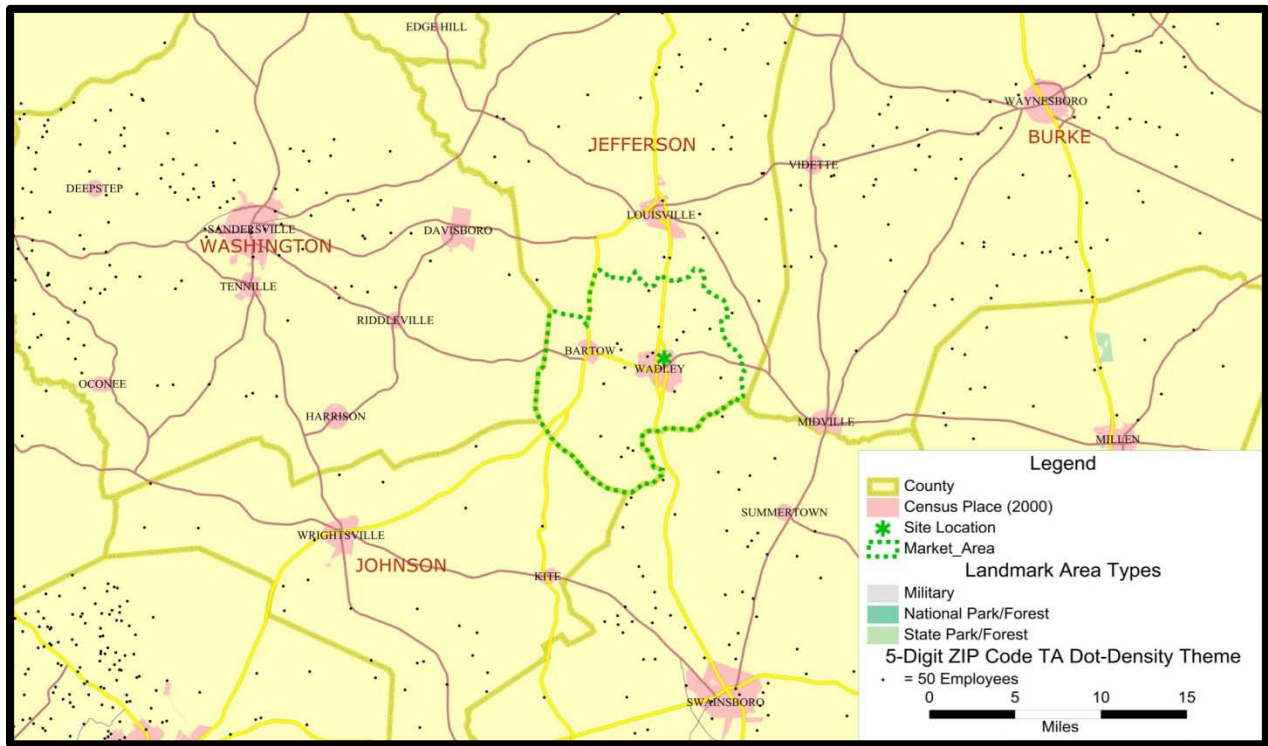 EDGE HILL
WAYNESBORO
BURKE
JEFFERSON
VIDETTE
DEEPSTEP
LOUISVILLE
SANDERSVILLE
DAVISBORO
WASHINGTON
TENNILLE
RIDDLEVILLE
BARTOW
WADLEY
OCONEE
HARRISON
MIDVILLE
MILLEN
SUMMERTOWN
WRIGHTSVILLE
JOHNSON
KITE
SWAINSBORO
Legend
County
Census Place (2000)
Site Location
Market_Area
Landmark Area Types
Military
National Park/Forest
State Park/Forest
5-Digit ZIP Code TA Dot-Density Theme
= 50 Employees
0 5 10 15
Miles